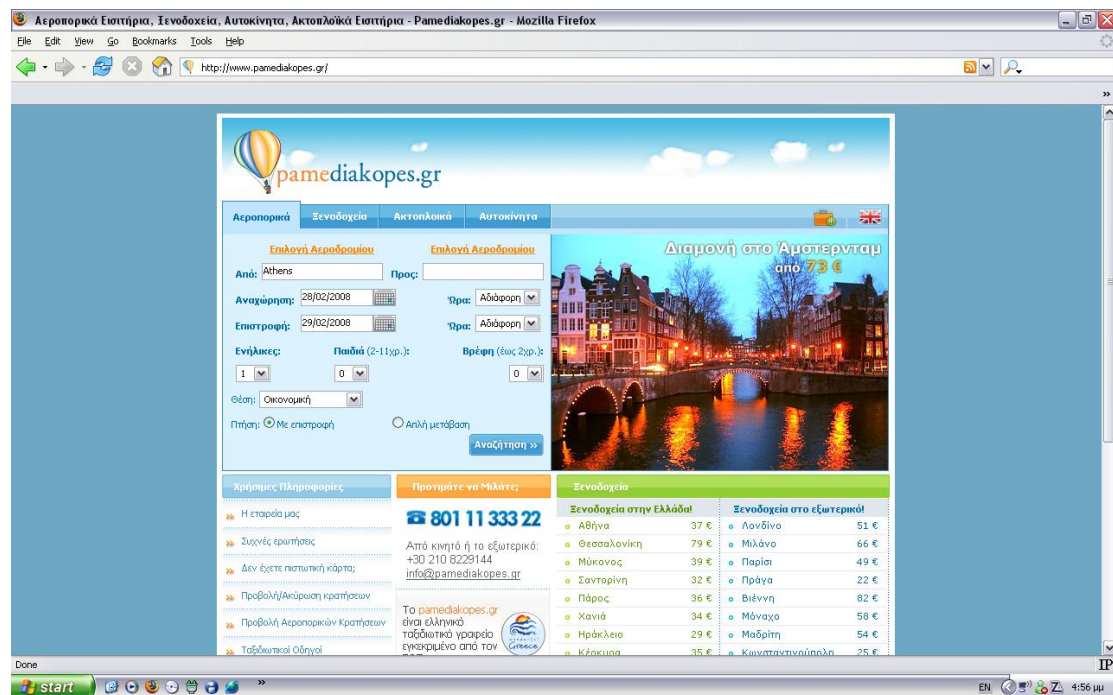 Αεροπορικά Εισιτήρια, Ξενοδοχεία, Αυτοκίνητα, Ακτοπλοϊκά Εισιτήρια - Pamediakopes.gr - Mozilla Firefox
File Edit View Go Bookmarks Tools Help
http://www.pamediakopes.gr/
pamediakopes.gr
Αεροπορικά Ξενοδοχεία Ακτοπλοικά Αυτοκίνητα
Διαμονή στο Άμστερνταμ
από 73 €
Επιλογή Αεροδρομίου Επιλογή Αεροδρομίου
Από: Athens Προς:
Αναχώρηση: 28/02/2008 Ώρα: Αδιάφορη
Επιστροφή: 29/02/2008 Ώρα: Αδιάφορη
Ενήλικες: Παιδιά (2-11χρ.): Βρέφη (έως 2χρ.):
1 0 0
Θέση: Οικονομική
Πτήση: Με επιστροφή Απλή μετάβαση
Αναζήτηση »
Χρήσιμες Πληροφορίες
Η εταιρεία μας
Συχνές ερωτήσεις
Δεν έχετε πιστωτική κάρτα;
Προβολή/Ακύρωση κρατήσεων
Προβολή Αεροπορικών Κρατήσεων
Ταξιδιωτικοί Οδηγοί
Προτιμάτε να Μιλάτε;
801 11 333 22
Από κινητό ή το εξωτερικό:
+30 210 8229144
info@pamediakopes.gr
Το pamediakopes.gr
είναι ελληνικό
ταξιδιωτικό γραφείο
εγκεκριμένο από τον
Greece
Ξενοδοχεία
Ξενοδοχεία στην Ελλάδα!
Αθήνα 37 €
Θεσσαλονίκη 79 €
Μύκονος 39 €
Σαντορίνη 32 €
Πάρος 36 €
Χανιά 34 €
Ηράκλειο 29 €
Κέρκυρα 35 €
Ξενοδοχεία στο εξωτερικό!
Λονδίνο 51 €
Μιλάνο 66 €
Παρίσι 49 €
Πράγα 22 €
Βιέννη 82 €
Μόναχο 58 €
Μαδρίτη 54 €
Κωνσταντινούπολη 25 €
Done
start EN 4:56 μμ